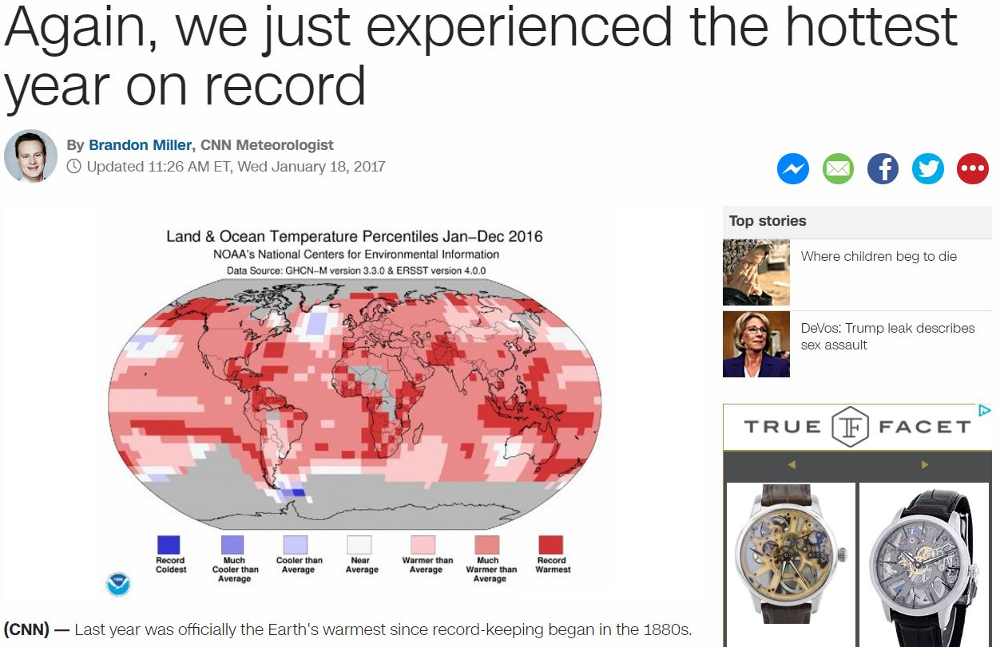 Again, we just experienced the hottest
year on record
By Brandon Miller, CNN Meteorologist
Updated 11:26 AM ET, Wed January 18, 2017
Land & Ocean Temperature Percentiles Jan–Dec 2016
NOAA's National Centers for Environmental Information
Data Source: GHCN–M version 3.3.0 & ERSST version 4.0.0
Record
Coldest
Much
Cooler than
Average
Cooler than
Average
Near
Average
Warmer than
Average
Much
Warmer than
Average
Record
Warmest
(CNN) — Last year was officially the Earth's warmest since record-keeping began in the 1880s.
Top stories
Where children beg to die
DeVos: Trump leak describes
sex assault
TRUE FACET